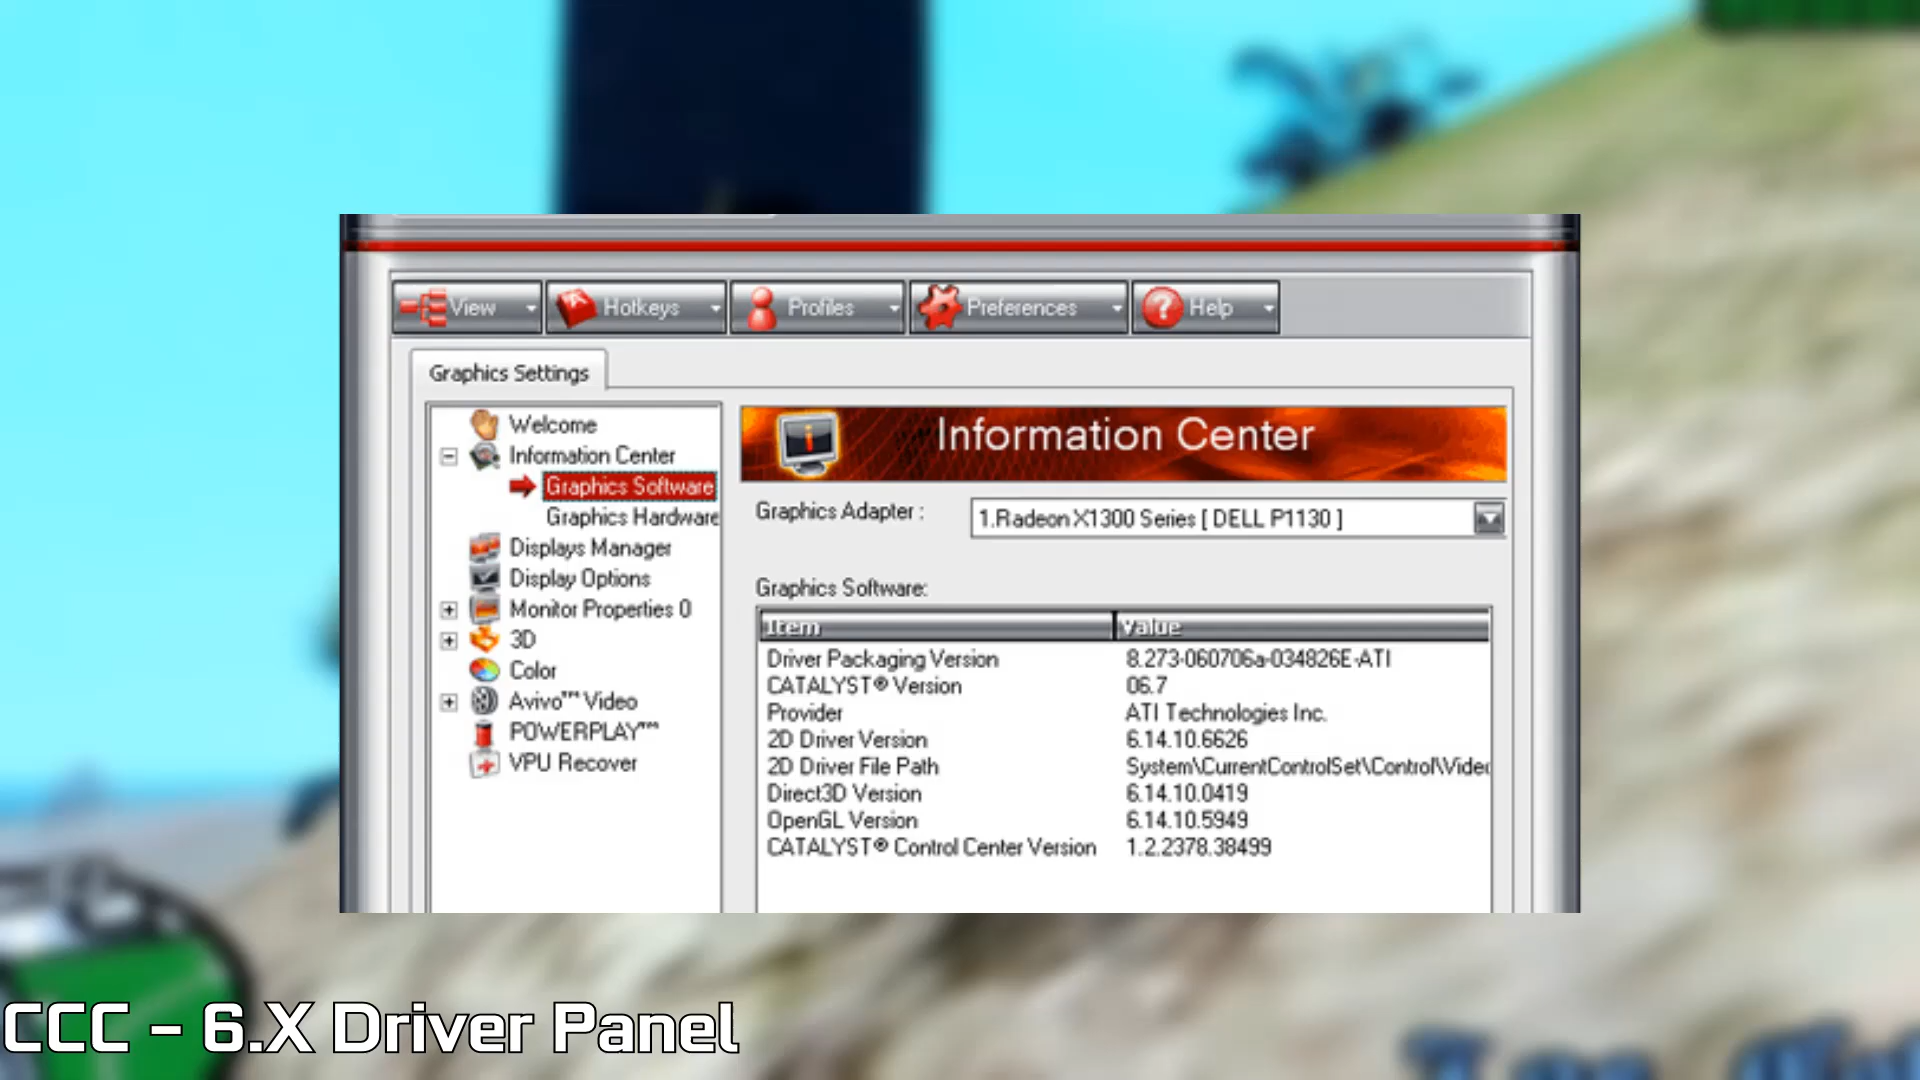 View Hotkeys Profiles Preferences Help
Graphics Settings
Welcome
Information Center
Graphics Software
Graphics Hardware
Displays Manager
Display Options
Monitor Properties 0
3D
Color
Avivo™ Video
POWERPLAY™
VPU Recover
Information Center
Graphics Adapter :
1.Radeon X1300 Series [ DELL P1130 ]
Graphics Software:
Item Value
Driver Packaging Version 8.273-060706a-034826E-ATI
CATALYST® Version 06.7
Provider ATI Technologies Inc.
2D Driver Version 6.14.10.6626
2D Driver File Path System\CurrentControlSet\Control\Video
Direct3D Version 6.14.10.0419
OpenGL Version 6.14.10.5949
CATALYST® Control Center Version 1.2.2378.38499
CCC - 6.X Driver Panel